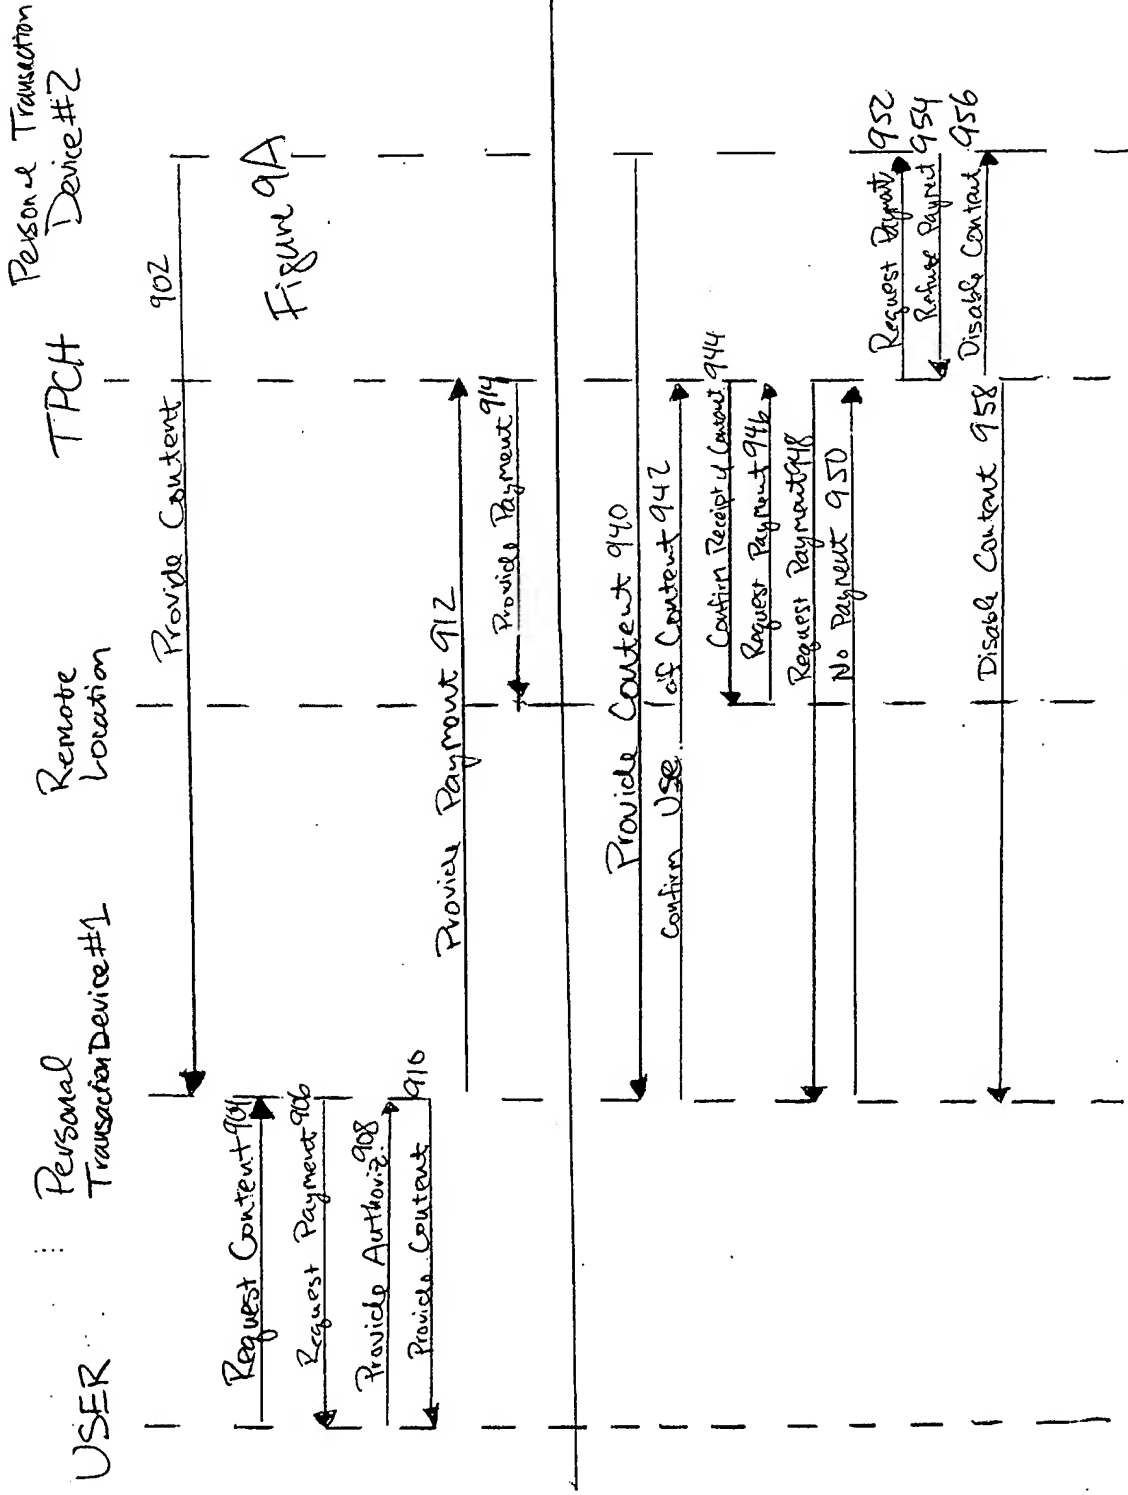 USER
Personal
Transaction Device #1
Remote
Location
TPCH
Personal Transaction
Device #2
Provide Content 902
Figure 9A
Request Content 904
Request Payment 906
Provide Authoriz. 908
Provide Content 910
Provide Payment 912
Provide Payment 914
Provide Content 940
Confirm Use of Content 942
Confirm Receipt of Content 944
Request Payment 946
Request Payment 948
No Payment 950
Request Payment 952
Refuse Payment 954
Disable Content 956
Disable Content 958